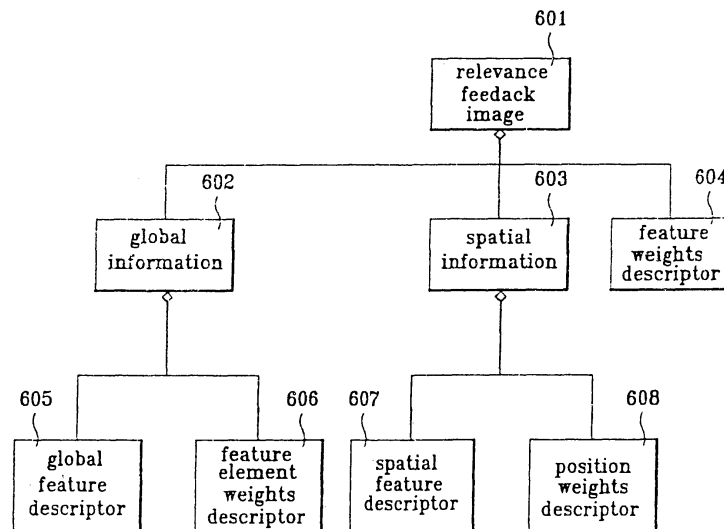 601
relevance
feedack
image
602
603
604
global
information
spatial
information
feature
weights
descriptor
605
606
607
608
global
feature
descriptor
feature
element
weights
descriptor
spatial
feature
descriptor
position
weights
descriptor